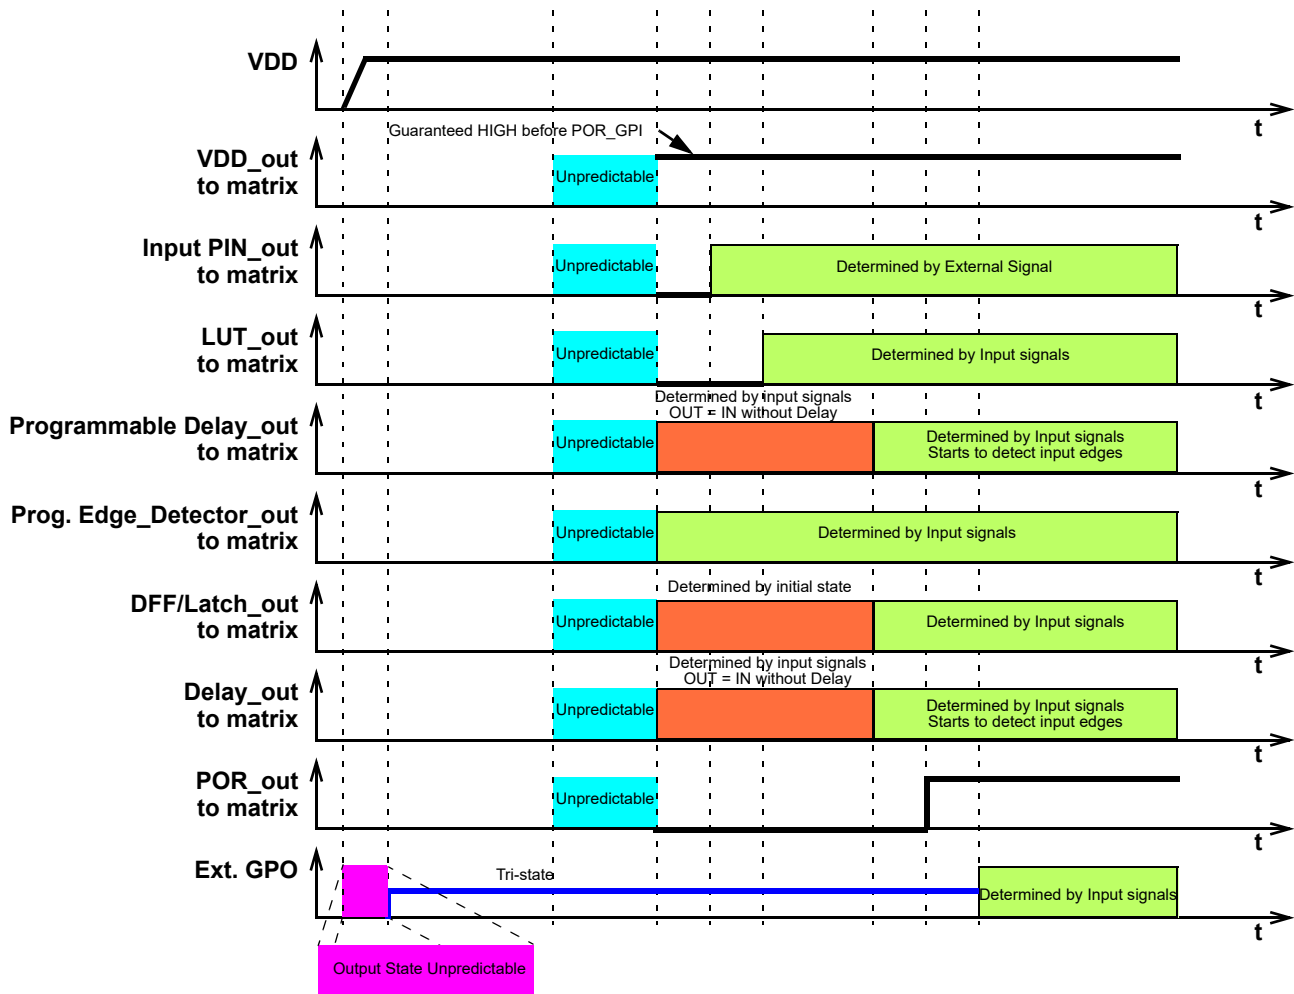 VDD
t
Guaranteed HIGH before POR_GPI
VDD_out
to matrix
Unpredictable
t
Input PIN_out
to matrix
Unpredictable
Determined by External Signal
t
LUT_out
to matrix
Unpredictable
Determined by Input signals
t
Determined by input signals
OUT = IN without Delay
Programmable Delay_out
to matrix
Unpredictable
Determined by Input signals
Starts to detect input edges
t
Prog. Edge_Detector_out
to matrix
Unpredictable
Determined by Input signals
t
Determined by initial state
DFF/Latch_out
to matrix
Unpredictable
Determined by Input signals
t
Determined by input signals
OUT = IN without Delay
Delay_out
to matrix
Unpredictable
Determined by Input signals
Starts to detect input edges
t
POR_out
to matrix
Unpredictable
t
Ext. GPO
Tri-state
Determined by Input signals
t
Output State Unpredictable